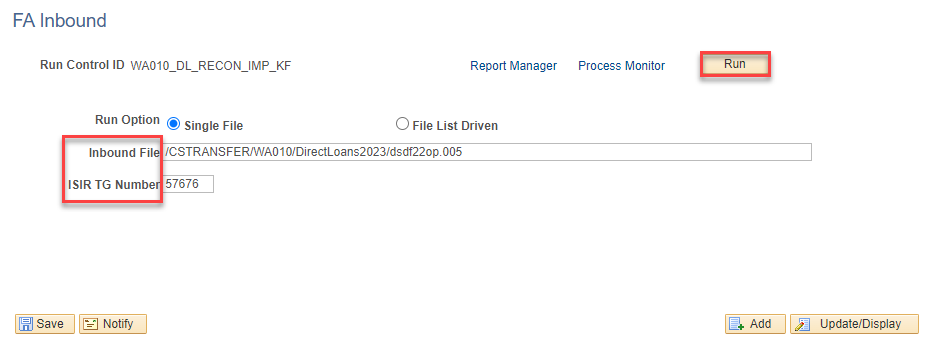 FA Inbound
Run Control ID WA010_DL_RECON_IMP_KF Report Manager Process Monitor Run
Run Option Single File File List Driven
Inbound File /CSTRANSFER/WA010/DirectLoans2023/dsdf22op.005
ISIR TG Number 57676
Save Notify Add Update/Display